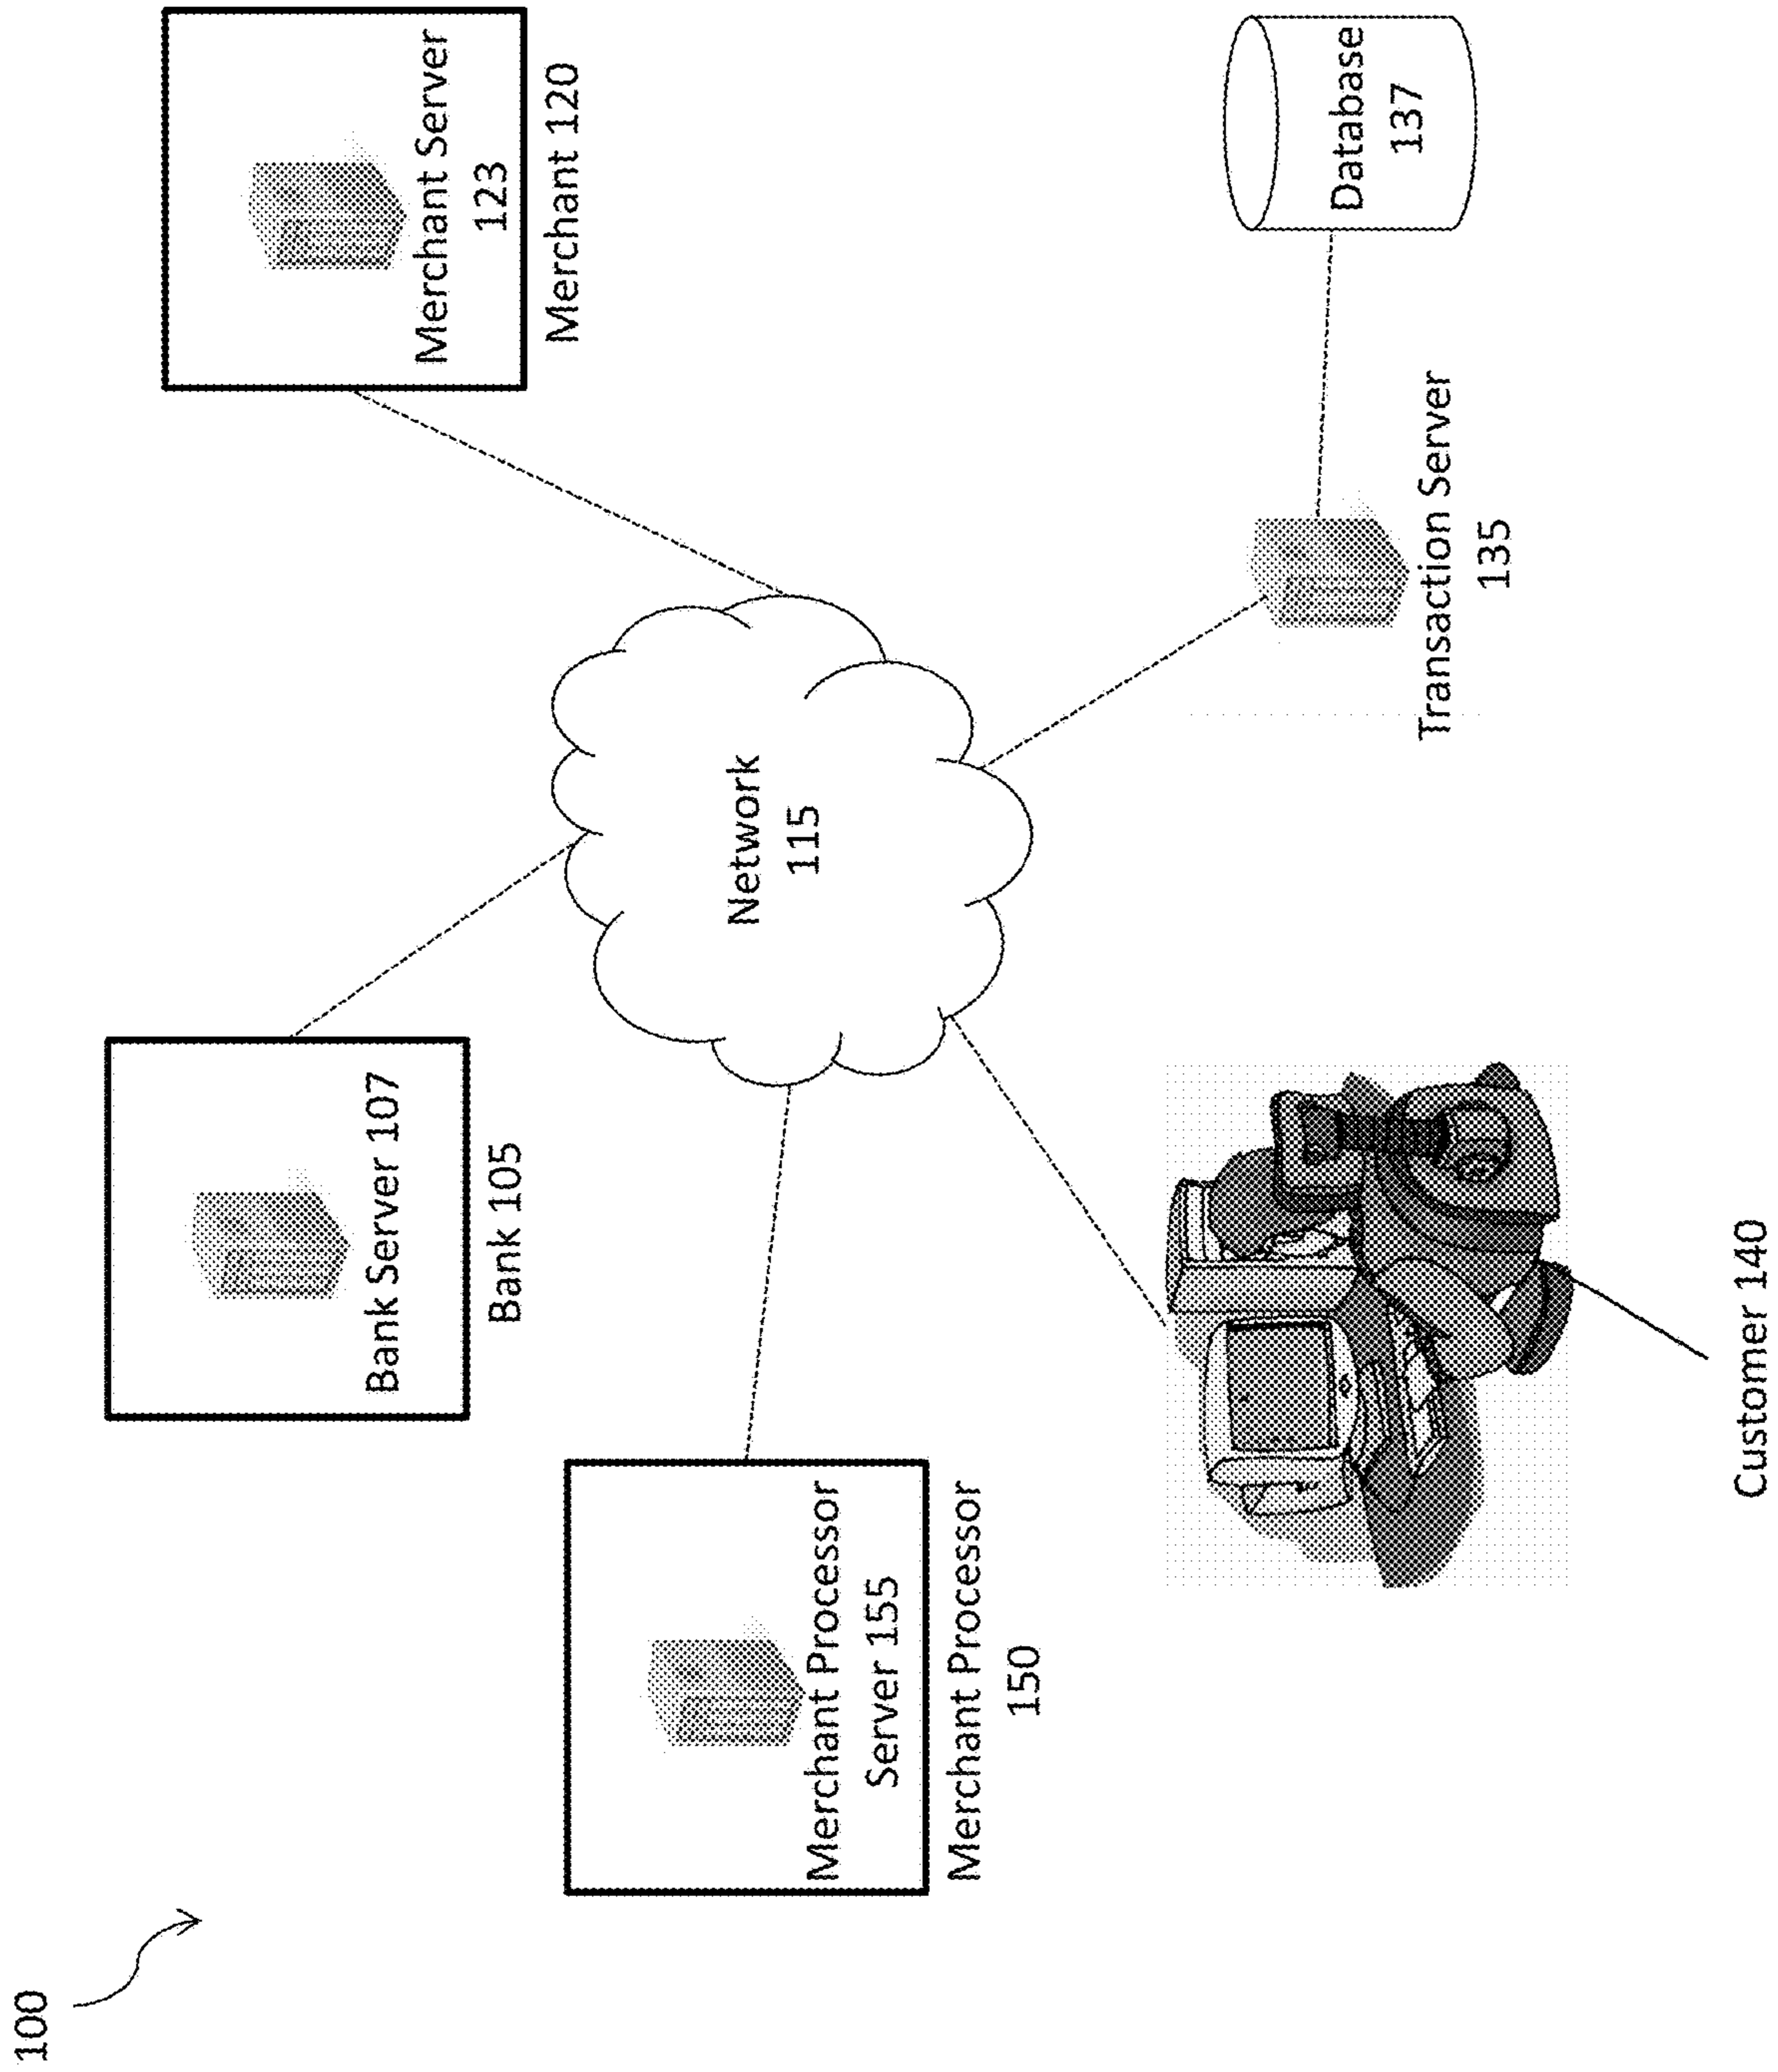 100
Bank Server 107
Bank 105
Merchant Server
123
Merchant 120
Merchant Processor
Server 155
Merchant Processor
150
Network
115
Database
137
Transaction Server
135
Customer 140